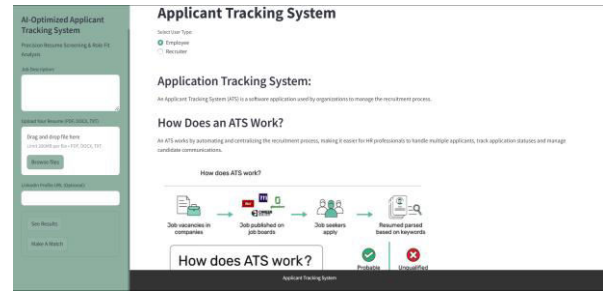 AI-Optimized Applicant
Tracking System
Precision Resume Screening & Role Fit
Analysis
Job Description:
Upload Your Resume (PDF, DOCX, TXT)
Drag and drop file here
Limit 200MB per file • PDF, DOCX, TXT
Browse files
LinkedIn Profile URL (Optional)
See Results
Make A Match
Applicant Tracking System
Select User Type:
Employee
Recruiter
Application Tracking System:
An Applicant Tracking System (ATS) is a software application used by organizations to manage the recruitment process.
How Does an ATS Work?
An ATS works by automating and centralizing the recruitment process, making it easier for HR professionals to handle multiple applicants, track application statuses and manage
candidate communications.
How does ATS work?
Job vacancies in
companies
Job published on
job boards
Job seekers
apply
Resumed parsed
based on keywords
How does ATS work?
Probable
Unqualified
Applicant Tracking System